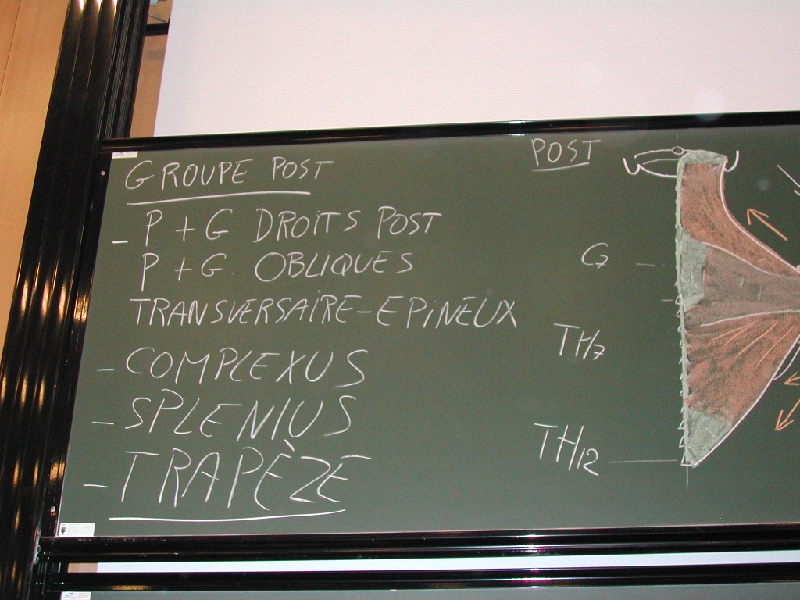 GROUPE POST
- P + G DROITS POST
P + G. OBLIQUES
TRANSVERSAIRE-EPINEUX
- COMPLEXUS
- SPLENIUS
- TRAPÈZE
POST
C7
TH7
TH12